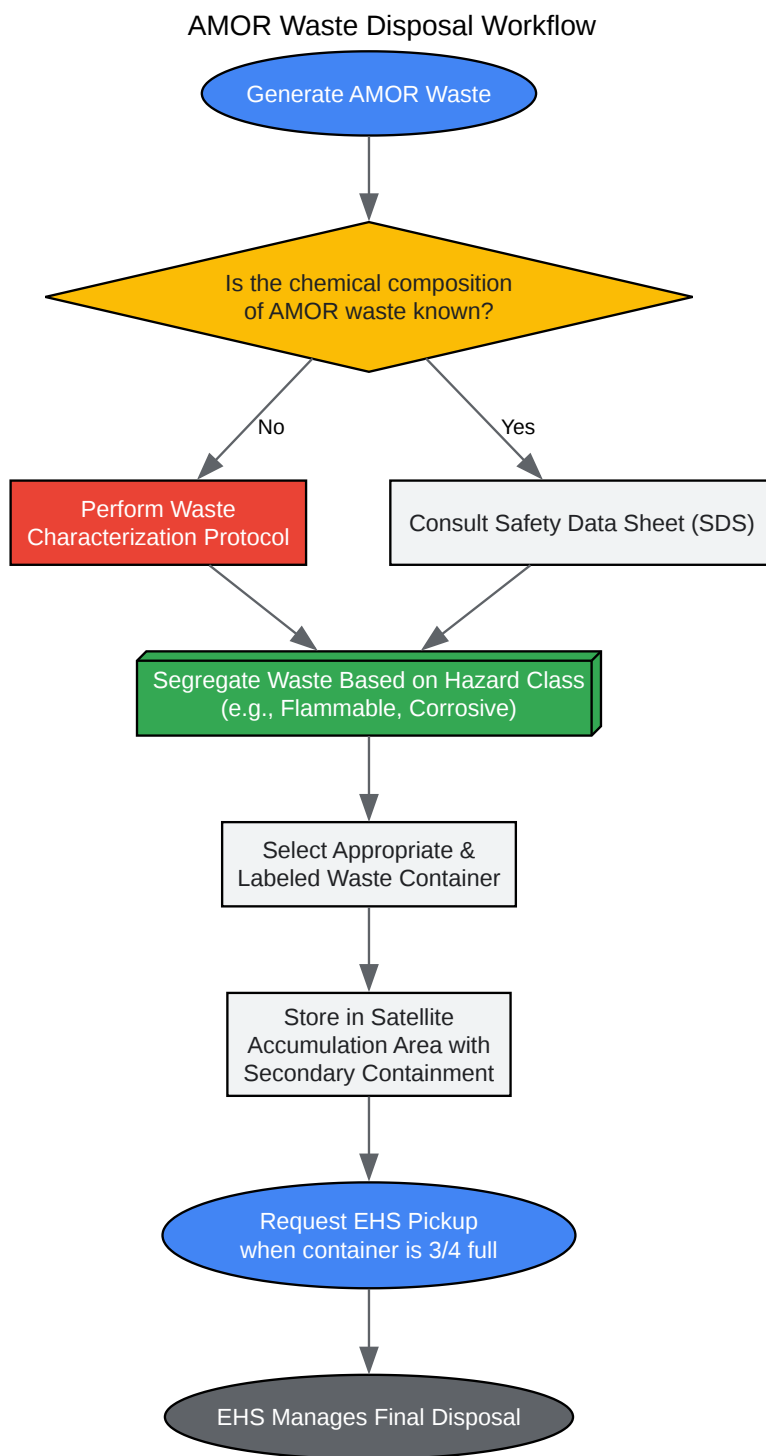 AMOR Waste Disposal Workflow
Generate AMOR Waste
Is the chemical composition
of AMOR waste known?
No
Yes
Perform Waste
Characterization Protocol
Consult Safety Data Sheet (SDS)
Segregate Waste Based on Hazard Class
(e.g., Flammable, Corrosive)
Select Appropriate &
Labeled Waste Container
Store in Satellite
Accumulation Area with
Secondary Containment
Request EHS Pickup
when container is 3/4 full
EHS Manages Final Disposal